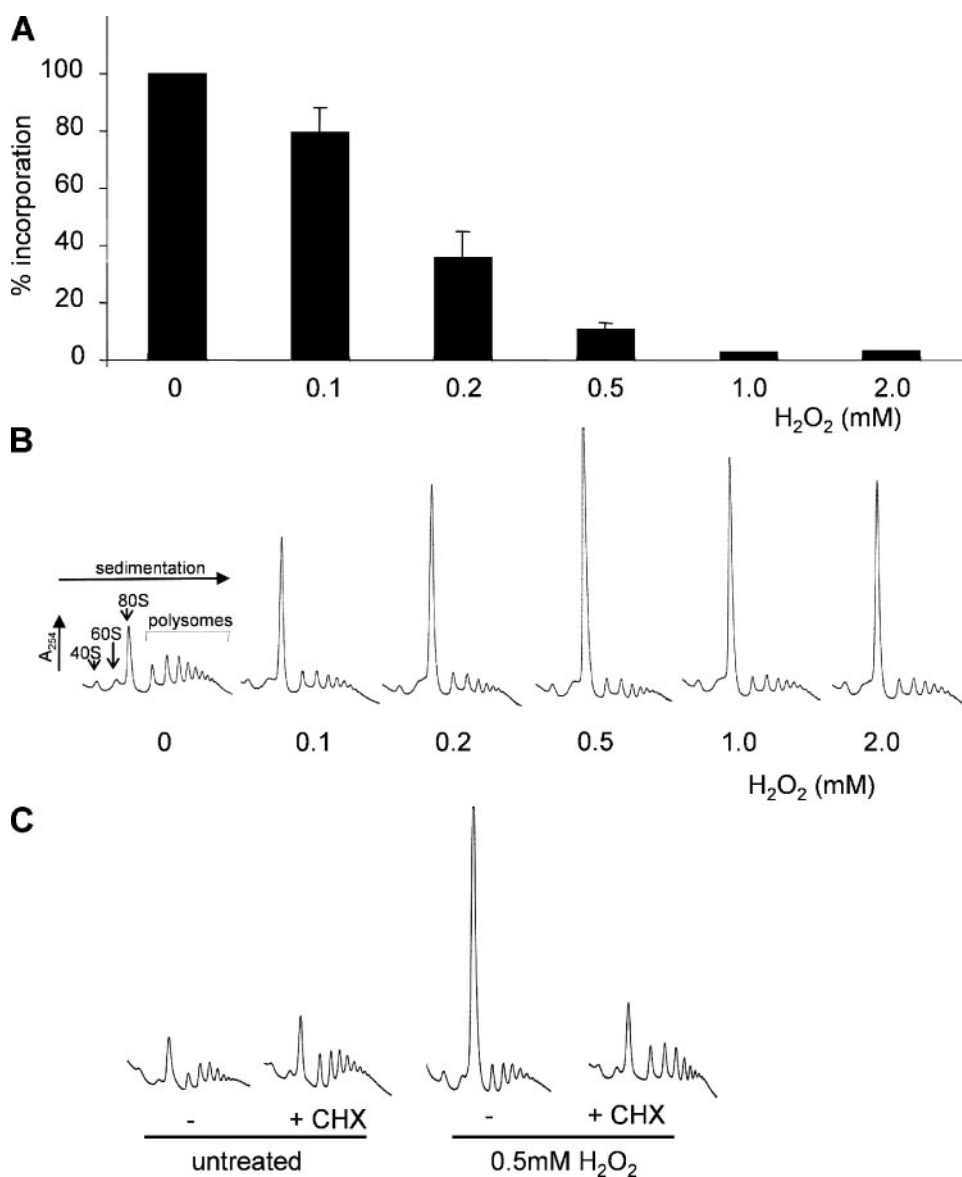 A
% incorporation
100
80
60
40
20
0
0 0.1 0.2 0.5 1.0 2.0
H₂O₂ (mM)
B
sedimentation
A₂₅₄
40S
60S
80S
polysomes
0 0.1 0.2 0.5 1.0 2.0
H₂O₂ (mM)
C
- + CHX - + CHX
untreated 0.5mM H₂O₂